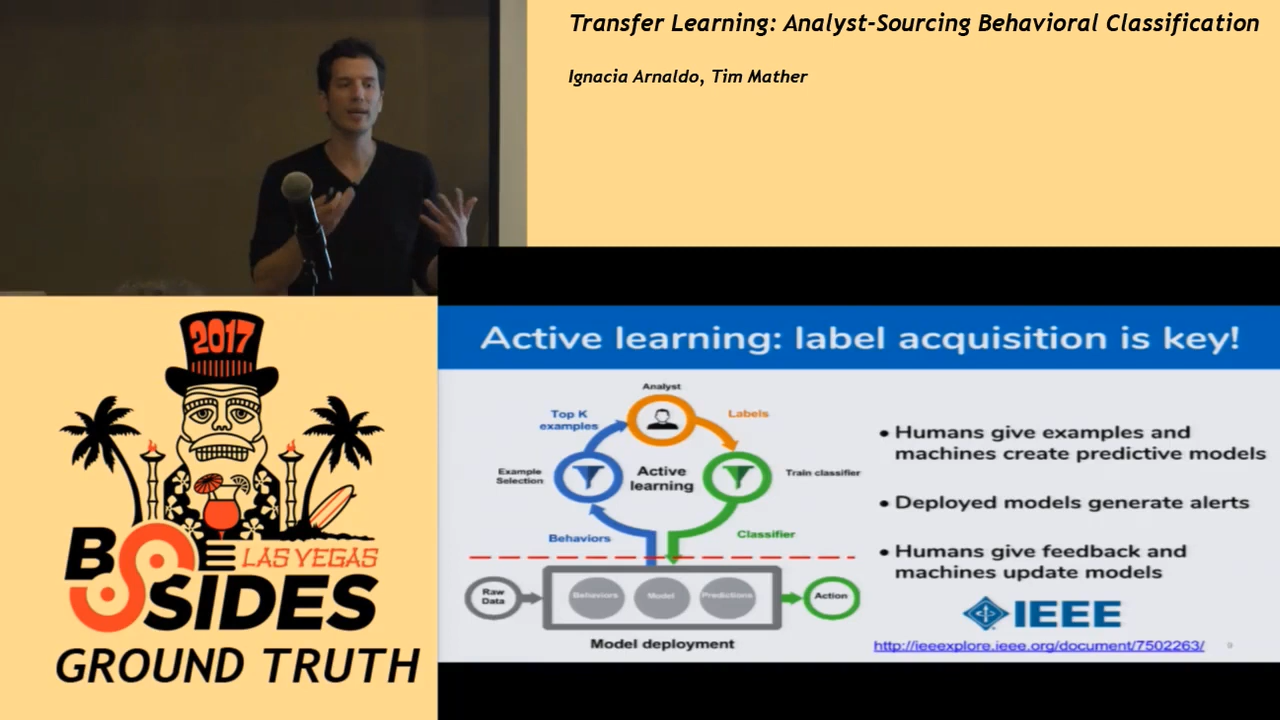 Transfer Learning: Analyst-Sourcing Behavioral Classification
Ignacia Arnaldo, Tim Mather
2017
BSIDES
LAS VEGAS
GROUND TRUTH
Active learning: label acquisition is key!
Analyst
Top K
examples
Labels
Example
Selection
Active
learning
Train classifier
Behaviors
Classifier
Raw
Data
Behaviors
Model
Predictions
Action
Model deployment
• Humans give examples and
machines create predictive models
• Deployed models generate alerts
• Humans give feedback and
machines update models
IEEE
http://ieeexplore.ieee.org/document/7502263/